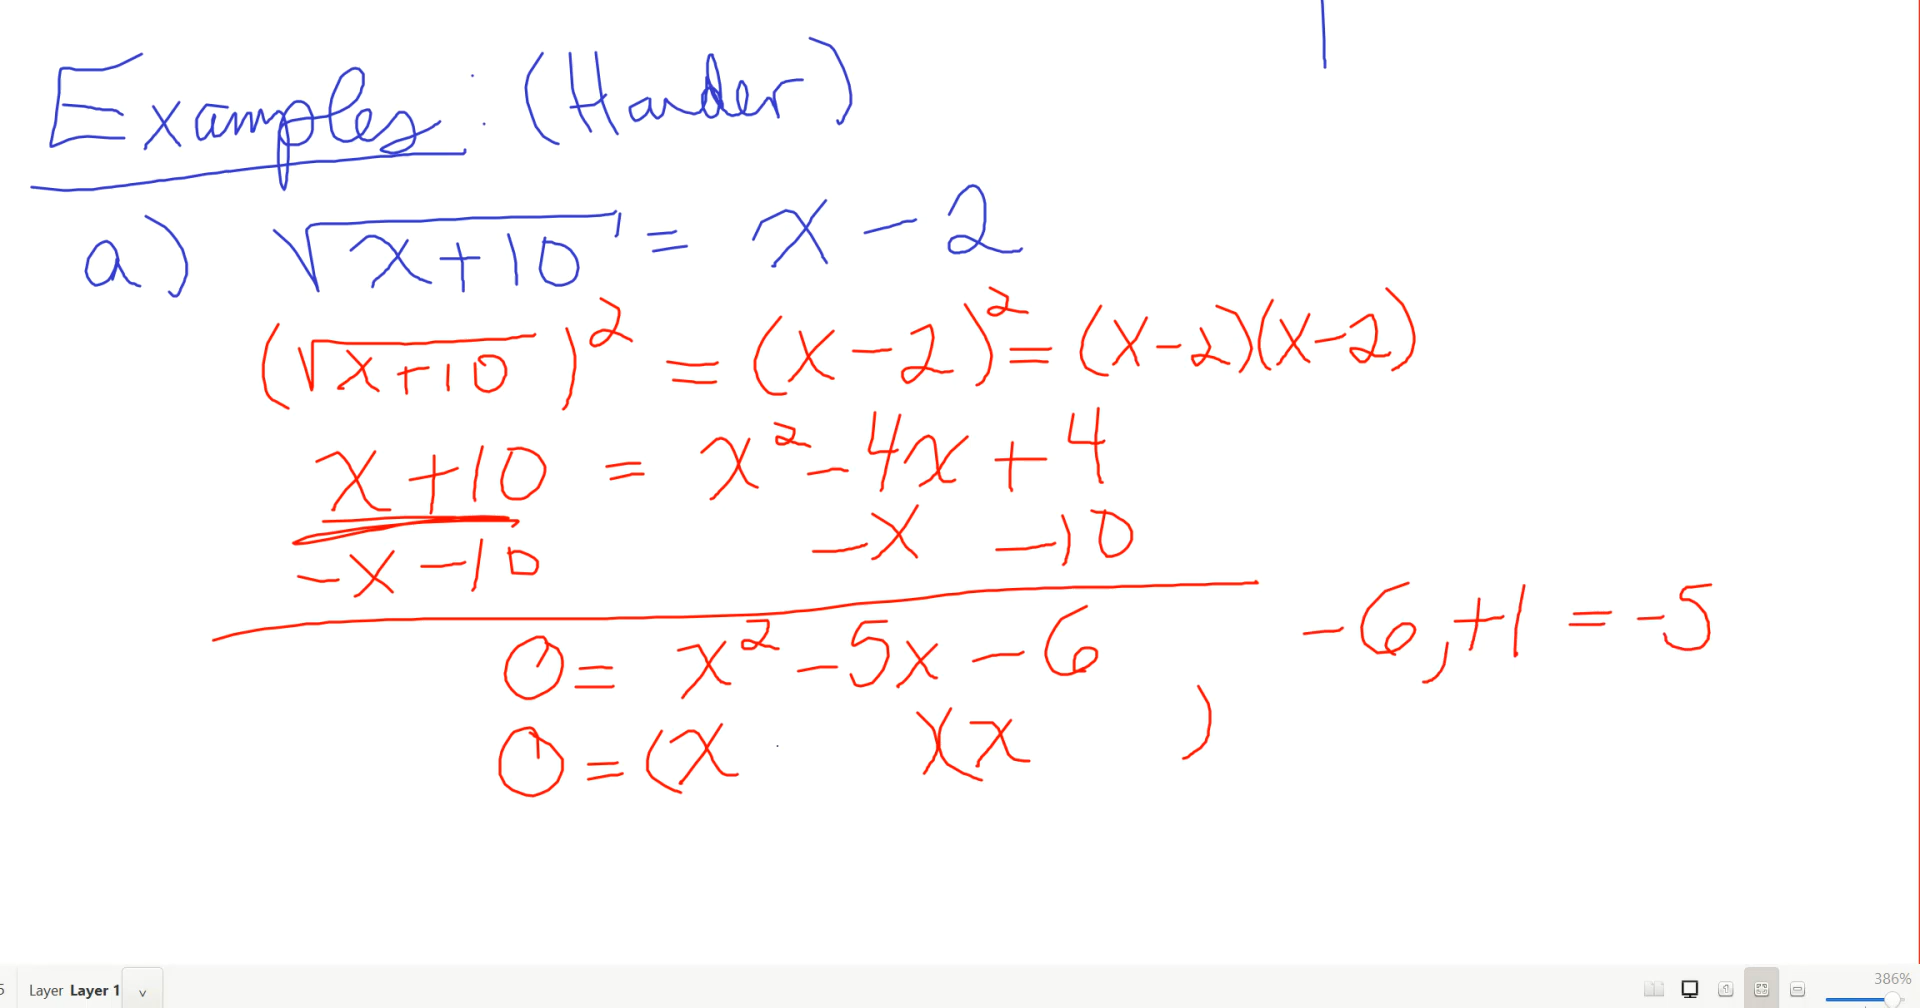 Examples: (Harder)
a) √(x+10) = x - 2
(√(x+10))² = (x-2)² = (x-2)(x-2)
x + 10 = x² - 4x + 4
-x - 10 -x -10
0 = x² - 5x - 6 -6, +1 = -5
0 = (x )(x )
5 Layer Layer 1 v 386%